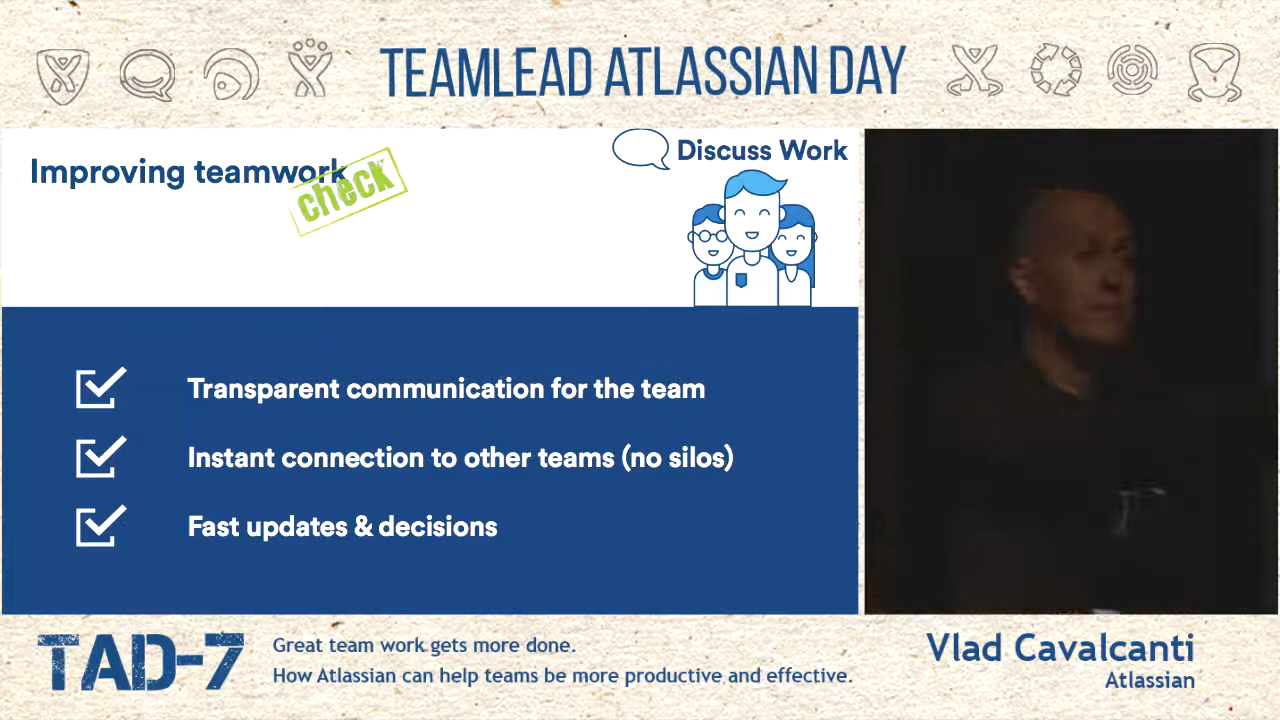 TEAMLEAD ATLASSIAN DAY
Improving teamwork
check
Discuss Work
Transparent communication for the team
Instant connection to other teams (no silos)
Fast updates & decisions
TAD-7
Great team work gets more done.
How Atlassian can help teams be more productive and effective.
Vlad Cavalcanti
Atlassian